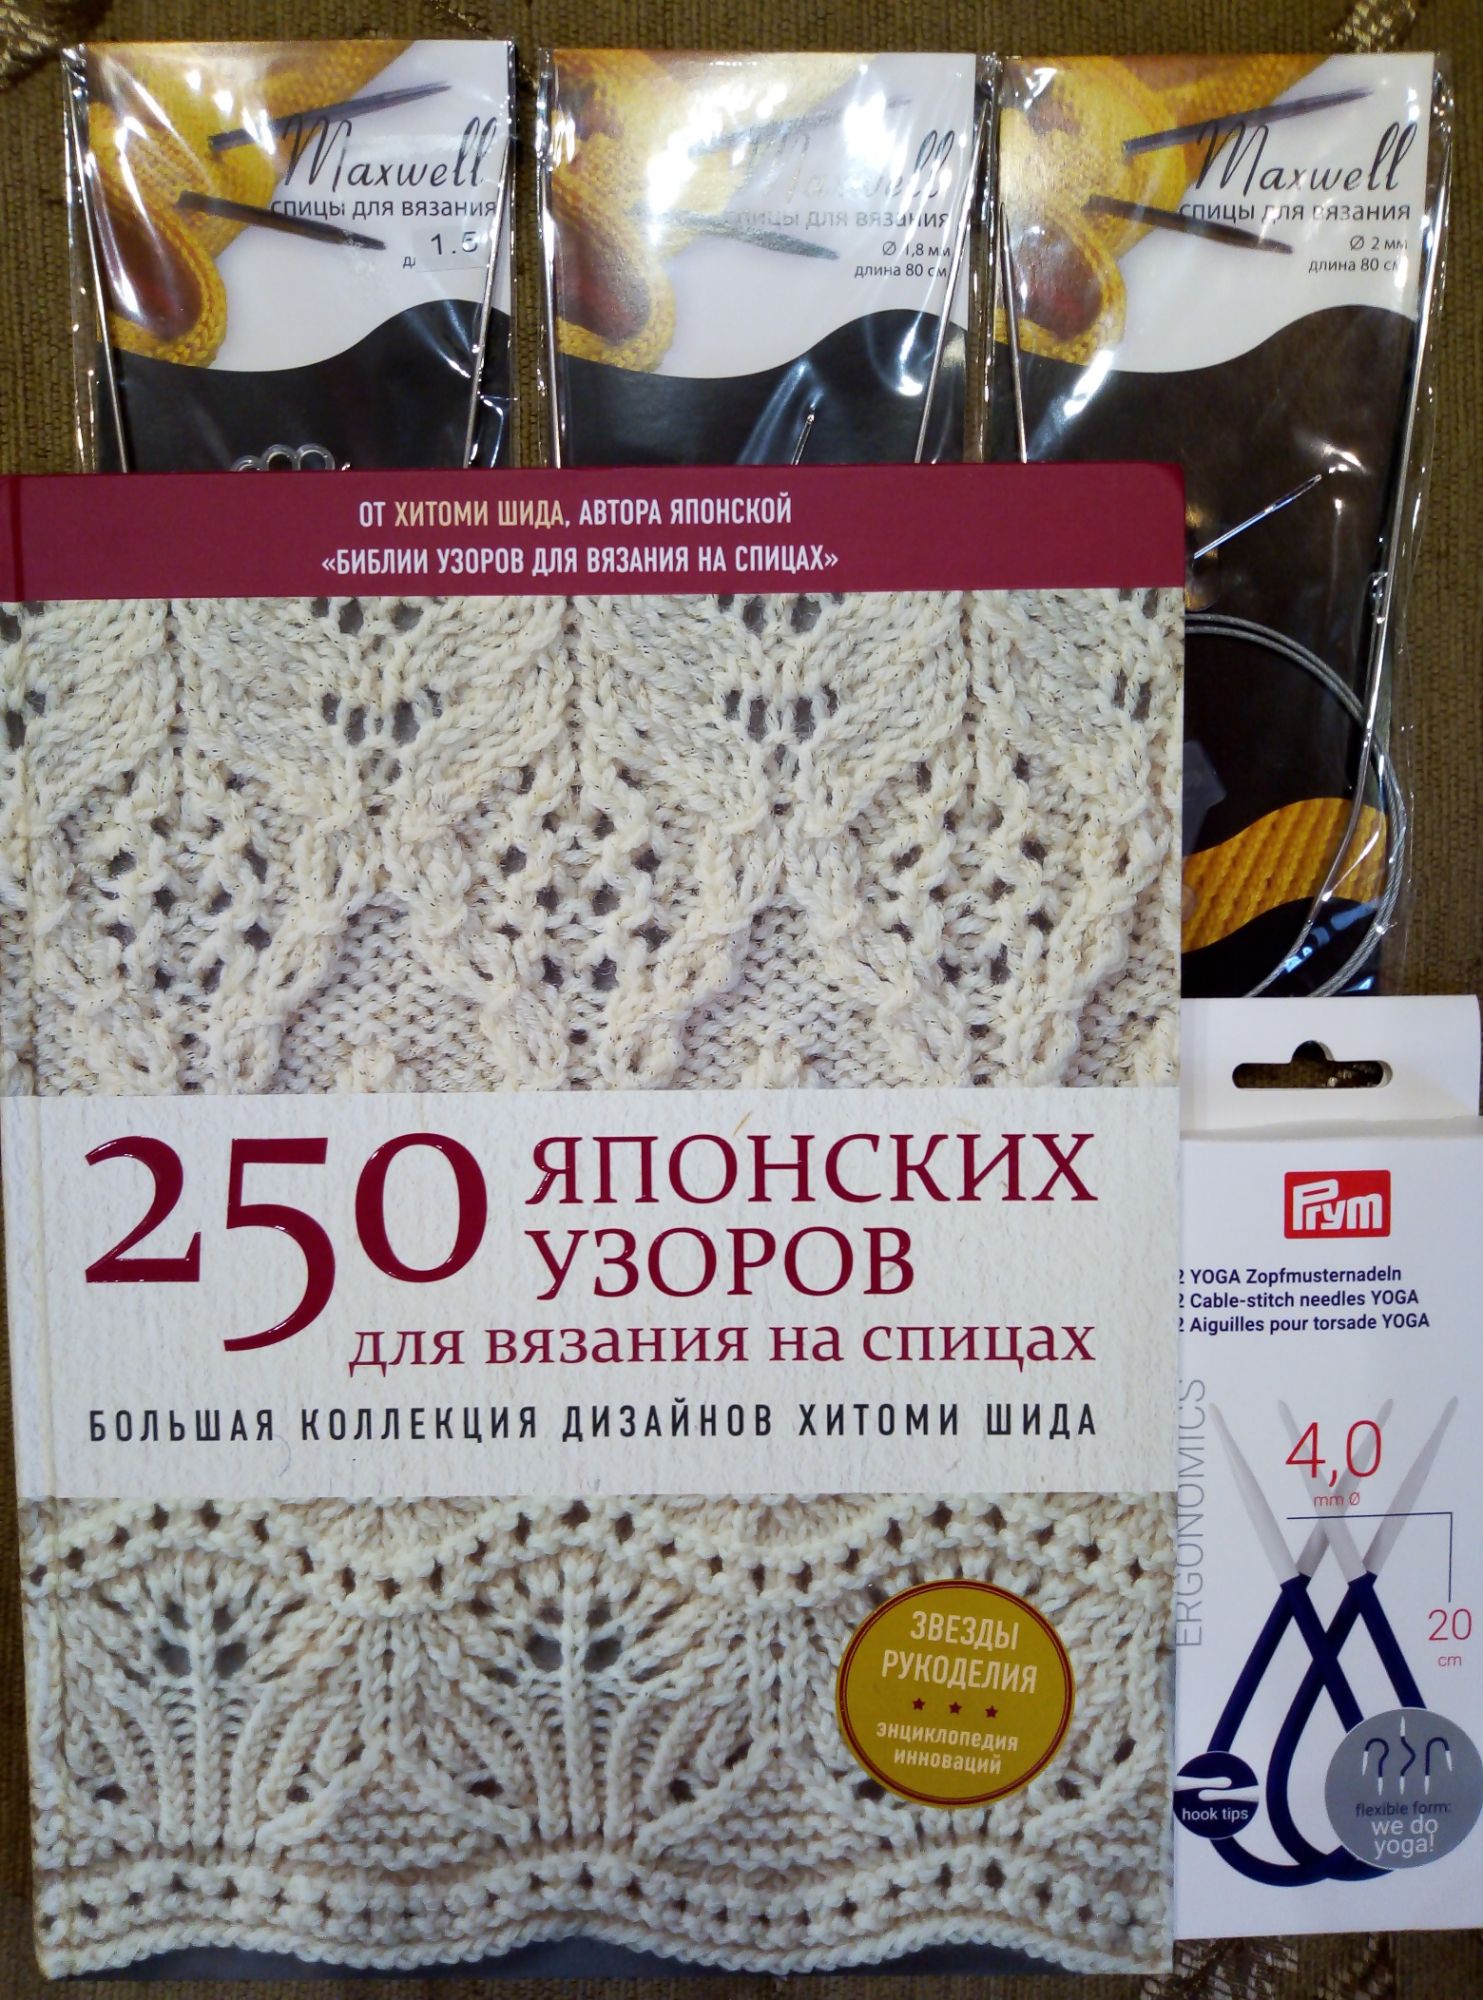 Maxwell
спицы для вязания
1.5
Maxwell
спицы для вязания
Ø 1,8 мм
длина 80 см
Maxwell
спицы для вязания
Ø 2 мм
длина 80 см
ОТ ХИТОМИ ШИДА, АВТОРА ЯПОНСКОЙ
«БИБЛИИ УЗОРОВ ДЛЯ ВЯЗАНИЯ НА СПИЦАХ»
250 ЯПОНСКИХ
УЗОРОВ
для вязания на спицах
БОЛЬШАЯ КОЛЛЕКЦИЯ ДИЗАЙНОВ ХИТОМИ ШИДА
ЗВЕЗДЫ
РУКОДЕЛИЯ
энциклопедия
инноваций
Prym
2 YOGA Zopfmusternadeln
2 Cable-stitch needles YOGA
2 Aiguilles pour torsade YOGA
ERGONOMICS
4,0
mm Ø
20
cm
hook tips
flexible form:
we do
yoga!